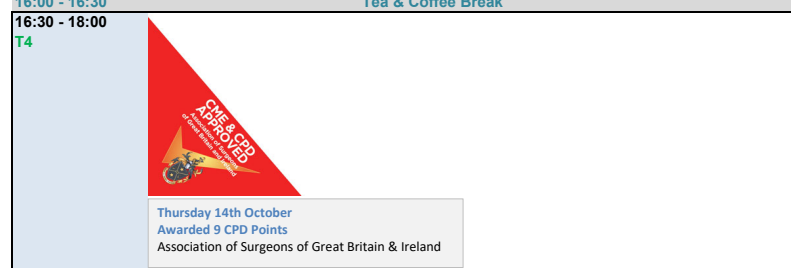 16:00 - 16:30 Tea & Coffee Break
16:30 - 18:00
T4
CME & CPD
APPROVED
Association of Surgeons
of Great Britain and Ireland
Thursday 14th October
Awarded 9 CPD Points
Association of Surgeons of Great Britain & Ireland